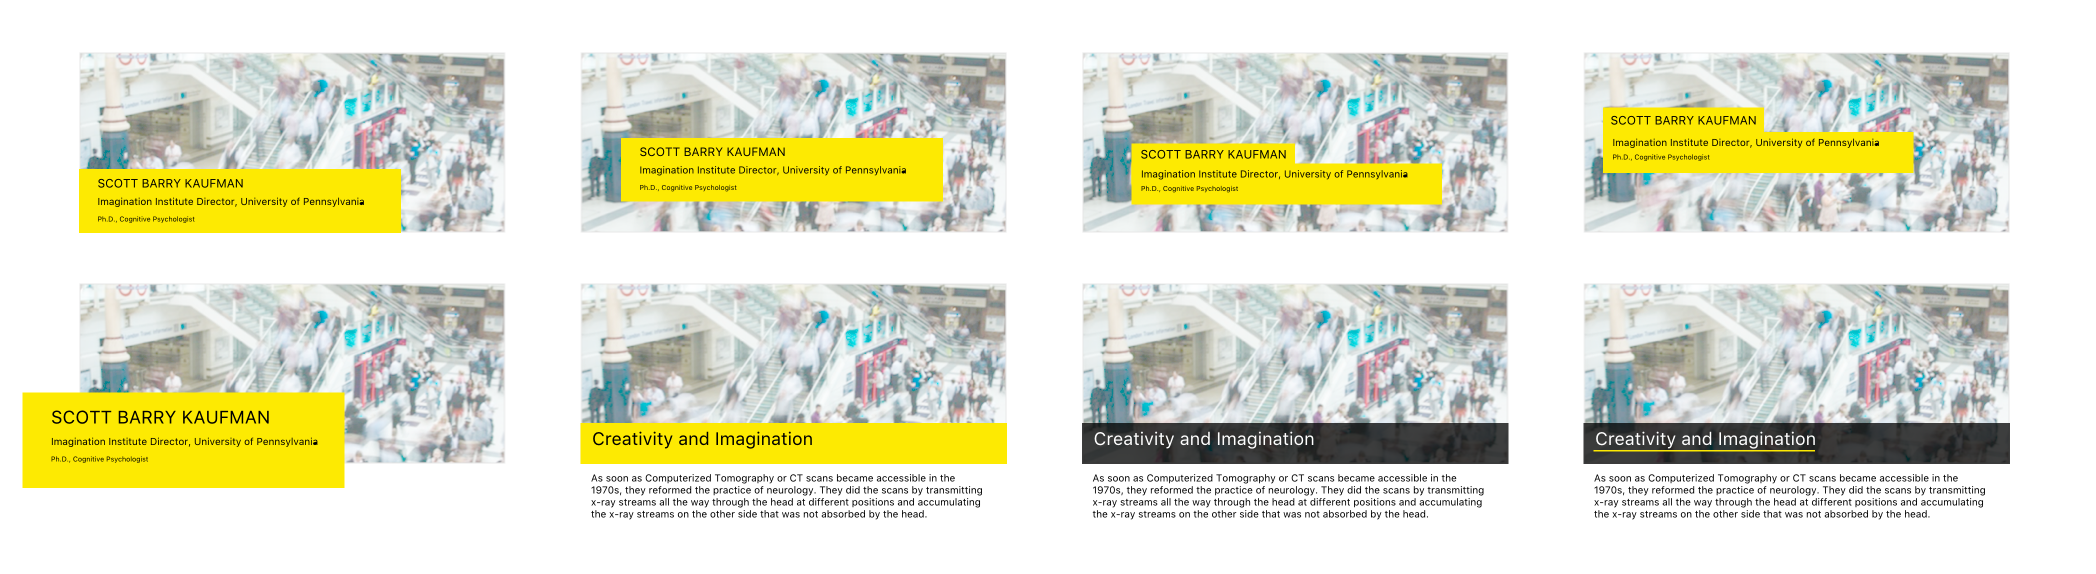 SCOTT BARRY KAUFMAN
Imagination Institute Director, University of Pennsylvania
Ph.D., Cognitive Psychologist
SCOTT BARRY KAUFMAN
Imagination Institute Director, University of Pennsylvania
Ph.D., Cognitive Psychologist
SCOTT BARRY KAUFMAN
Imagination Institute Director, University of Pennsylvania
Ph.D., Cognitive Psychologist
SCOTT BARRY KAUFMAN
Imagination Institute Director, University of Pennsylvania
Ph.D., Cognitive Psychologist
SCOTT BARRY KAUFMAN
Imagination Institute Director, University of Pennsylvania
Ph.D., Cognitive Psychologist
Creativity and Imagination
As soon as Computerized Tomography or CT scans became accessible in the
1970s, they reformed the practice of neurology. They did the scans by transmitting
x-ray streams all the way through the head at different positions and accumulating
the x-ray streams on the other side that was not absorbed by the head.
Creativity and Imagination
As soon as Computerized Tomography or CT scans became accessible in the
1970s, they reformed the practice of neurology. They did the scans by transmitting
x-ray streams all the way through the head at different positions and accumulating
the x-ray streams on the other side that was not absorbed by the head.
Creativity and Imagination
As soon as Computerized Tomography or CT scans became accessible in the
1970s, they reformed the practice of neurology. They did the scans by transmitting
x-ray streams all the way through the head at different positions and accumulating
the x-ray streams on the other side that was not absorbed by the head.